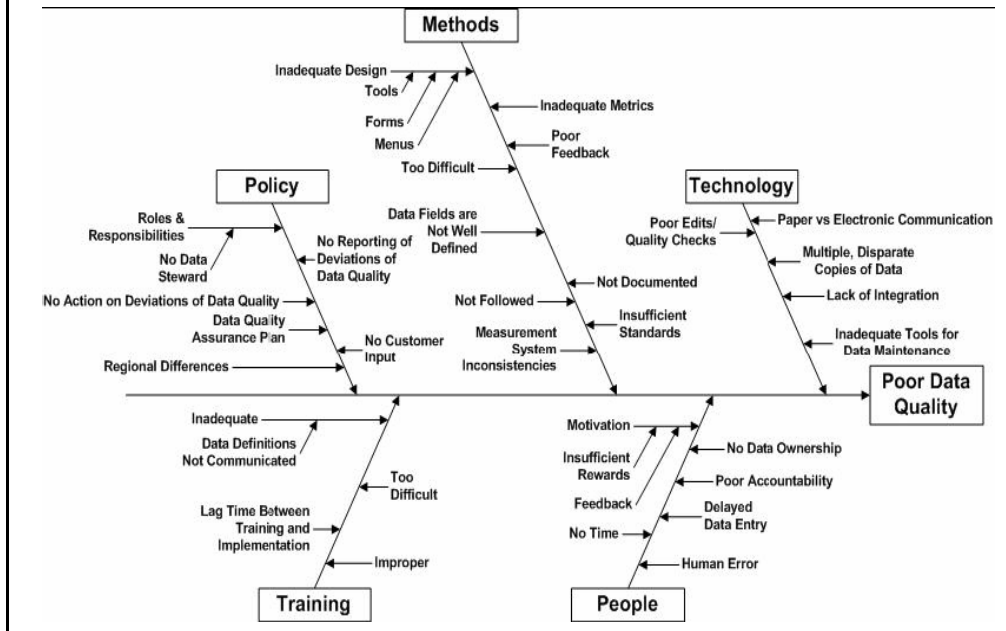 Methods
Inadequate Design
Tools
Forms
Menus
Inadequate Metrics
Poor
Feedback
Too Difficult
Data Fields are
Not Well
Defined
Not Documented
Not Followed
Insufficient
Standards
Measurement
System
Inconsistencies
Policy
Roles &
Responsibilities
No Data
Steward
No Reporting of
Deviations of
Data Quality
No Action on Deviations of Data Quality
Data Quality
Assurance Plan
No Customer
Input
Regional Differences
Technology
Paper vs Electronic Communication
Poor Edits/
Quality Checks
Multiple, Disparate
Copies of Data
Lack of Integration
Inadequate Tools for
Data Maintenance
Poor Data
Quality
Inadequate
Data Definitions
Not Communicated
Too
Difficult
Lag Time Between
Training and
Implementation
Improper
Training
Motivation
Insufficient
Rewards
Feedback
No Data Ownership
Poor Accountability
Delayed
Data Entry
No Time
Human Error
People